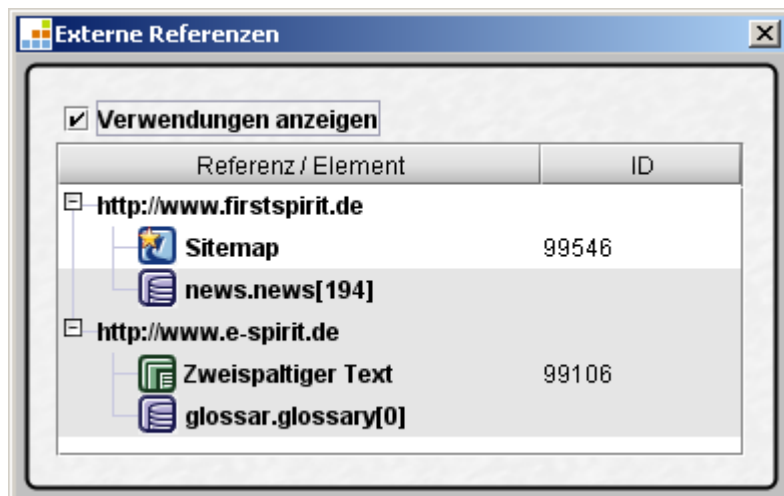 Externe Referenzen
Verwendungen anzeigen
Referenz / Element ID
http://www.firstspirit.de
Sitemap 99546
news.news[194]
http://www.e-spirit.de
Zweispaltiger Text 99106
glossar.glossary[0]